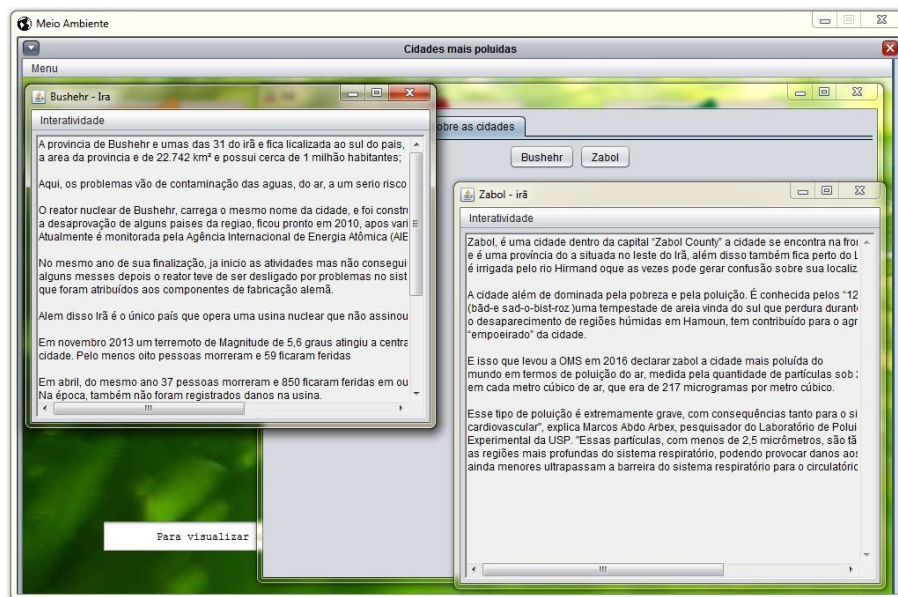 Meio Ambiente
Cidades mais poluidas
Menu
Bushehr - Ira
Interatividade
A provincia de Bushehr e umas das 31 do irã e fica licalizada ao sul do pais,
a area da provincia e de 22.742 km² e possui cerca de 1 milhão habitantes;
Aqui, os problemas vão de contaminação das aguas, do ar, a um serio risco
O reator nuclear de Bushehr, carrega o mesmo nome da cidade, e foi constru
a desaprovação de alguns paises da regiao, ficou pronto em 2010, apos vari
Atualmente é monitorada pela Agência Internacional de Energia Atômica (AIE
No mesmo ano de sua finalização, ja inicio as atividades mas não consegui
alguns messes depois o reator teve de ser desligado por problemas no sist
que foram atribuídos aos componentes de fabricação alemã.
Alem disso Irã é o único país que opera uma usina nuclear que não assinou
Em novembro 2013 um terremoto de Magnitude de 5,6 graus atingiu a centra
cidade. Pelo menos oito pessoas morreram e 59 ficaram feridas
Em abril, do mesmo ano 37 pessoas morreram e 850 ficaram feridas em ou
Na época, também não foram registrados danos na usina.
obre as cidades
Bushehr
Zabol
Zabol - irã
Interatividade
Zabol, é uma cidade dentro da capital “Zabol County” a cidade se encontra na fron
e é uma província do a situada no leste do Irã, além disso também fica perto do L
é irrigada pelo rio Hirmand oque as vezes pode gerar confusão sobre sua localiz
A cidade além de dominada pela pobreza e pela poluição. É conhecida pelos “12
(bād-e sad-o-bist-roz )uma tempestade de areia vinda do sul que perdura durante
o desaparecimento de regiões húmidas em Hamoun, tem contribuído para o agr
“empoeirado” da cidade.
E isso que levou a OMS em 2016 declarar zabol a cidade mais poluída do
mundo em termos de poluição do ar, medida pela quantidade de partículas sob
em cada metro cúbico de ar, que era de 217 microgramas por metro cúbico.
Esse tipo de poluição é extremamente grave, com consequências tanto para o si
cardiovascular", explica Marcos Abdo Arbex, pesquisador do Laboratório de Polui
Experimental da USP. "Essas partículas, com menos de 2,5 micrômetros, são tã
as regiões mais profundas do sistema respiratório, podendo provocar danos aos
ainda menores ultrapassam a barreira do sistema respiratório para o circulatóric
Para visualizar